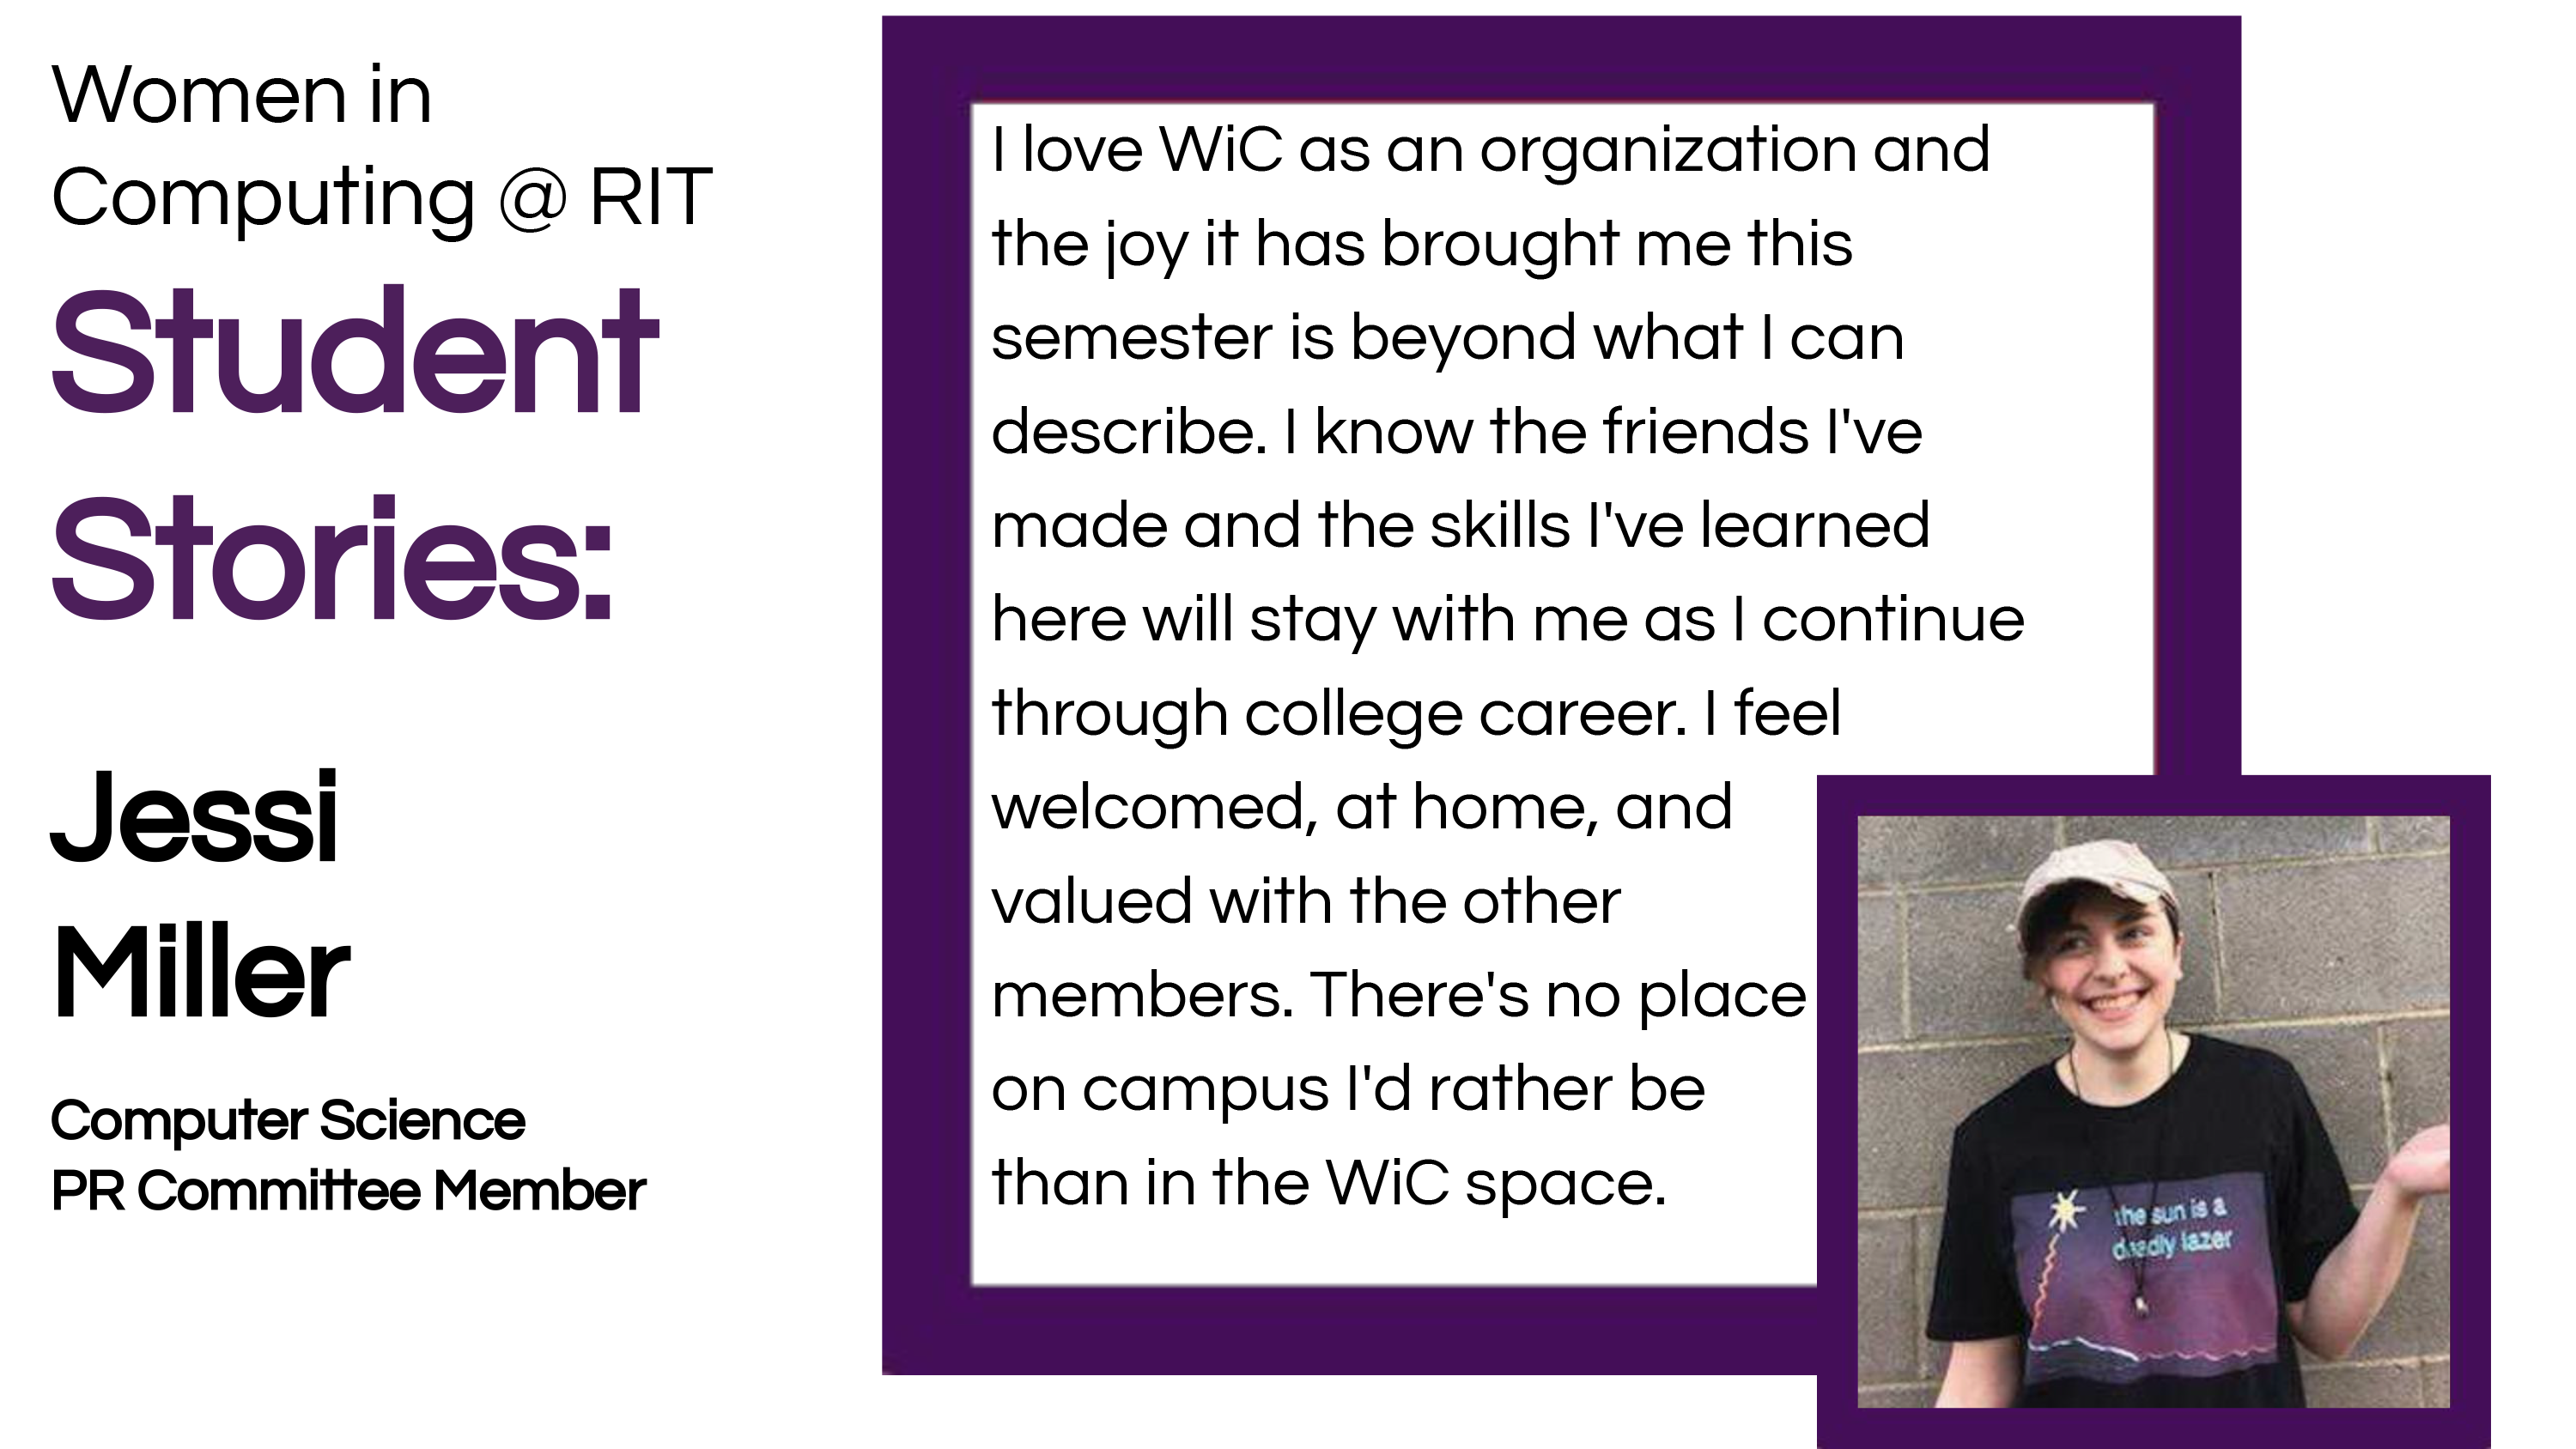 Women in
Computing @ RIT
Student
Stories:
Jessi
Miller
Computer Science
PR Committee Member
I love WiC as an organization and
the joy it has brought me this
semester is beyond what I can
describe. I know the friends I've
made and the skills I've learned
here will stay with me as I continue
through college career. I feel
welcomed, at home, and
valued with the other
members. There's no place
on campus I'd rather be
than in the WiC space.
the sun is a
deadly lazer